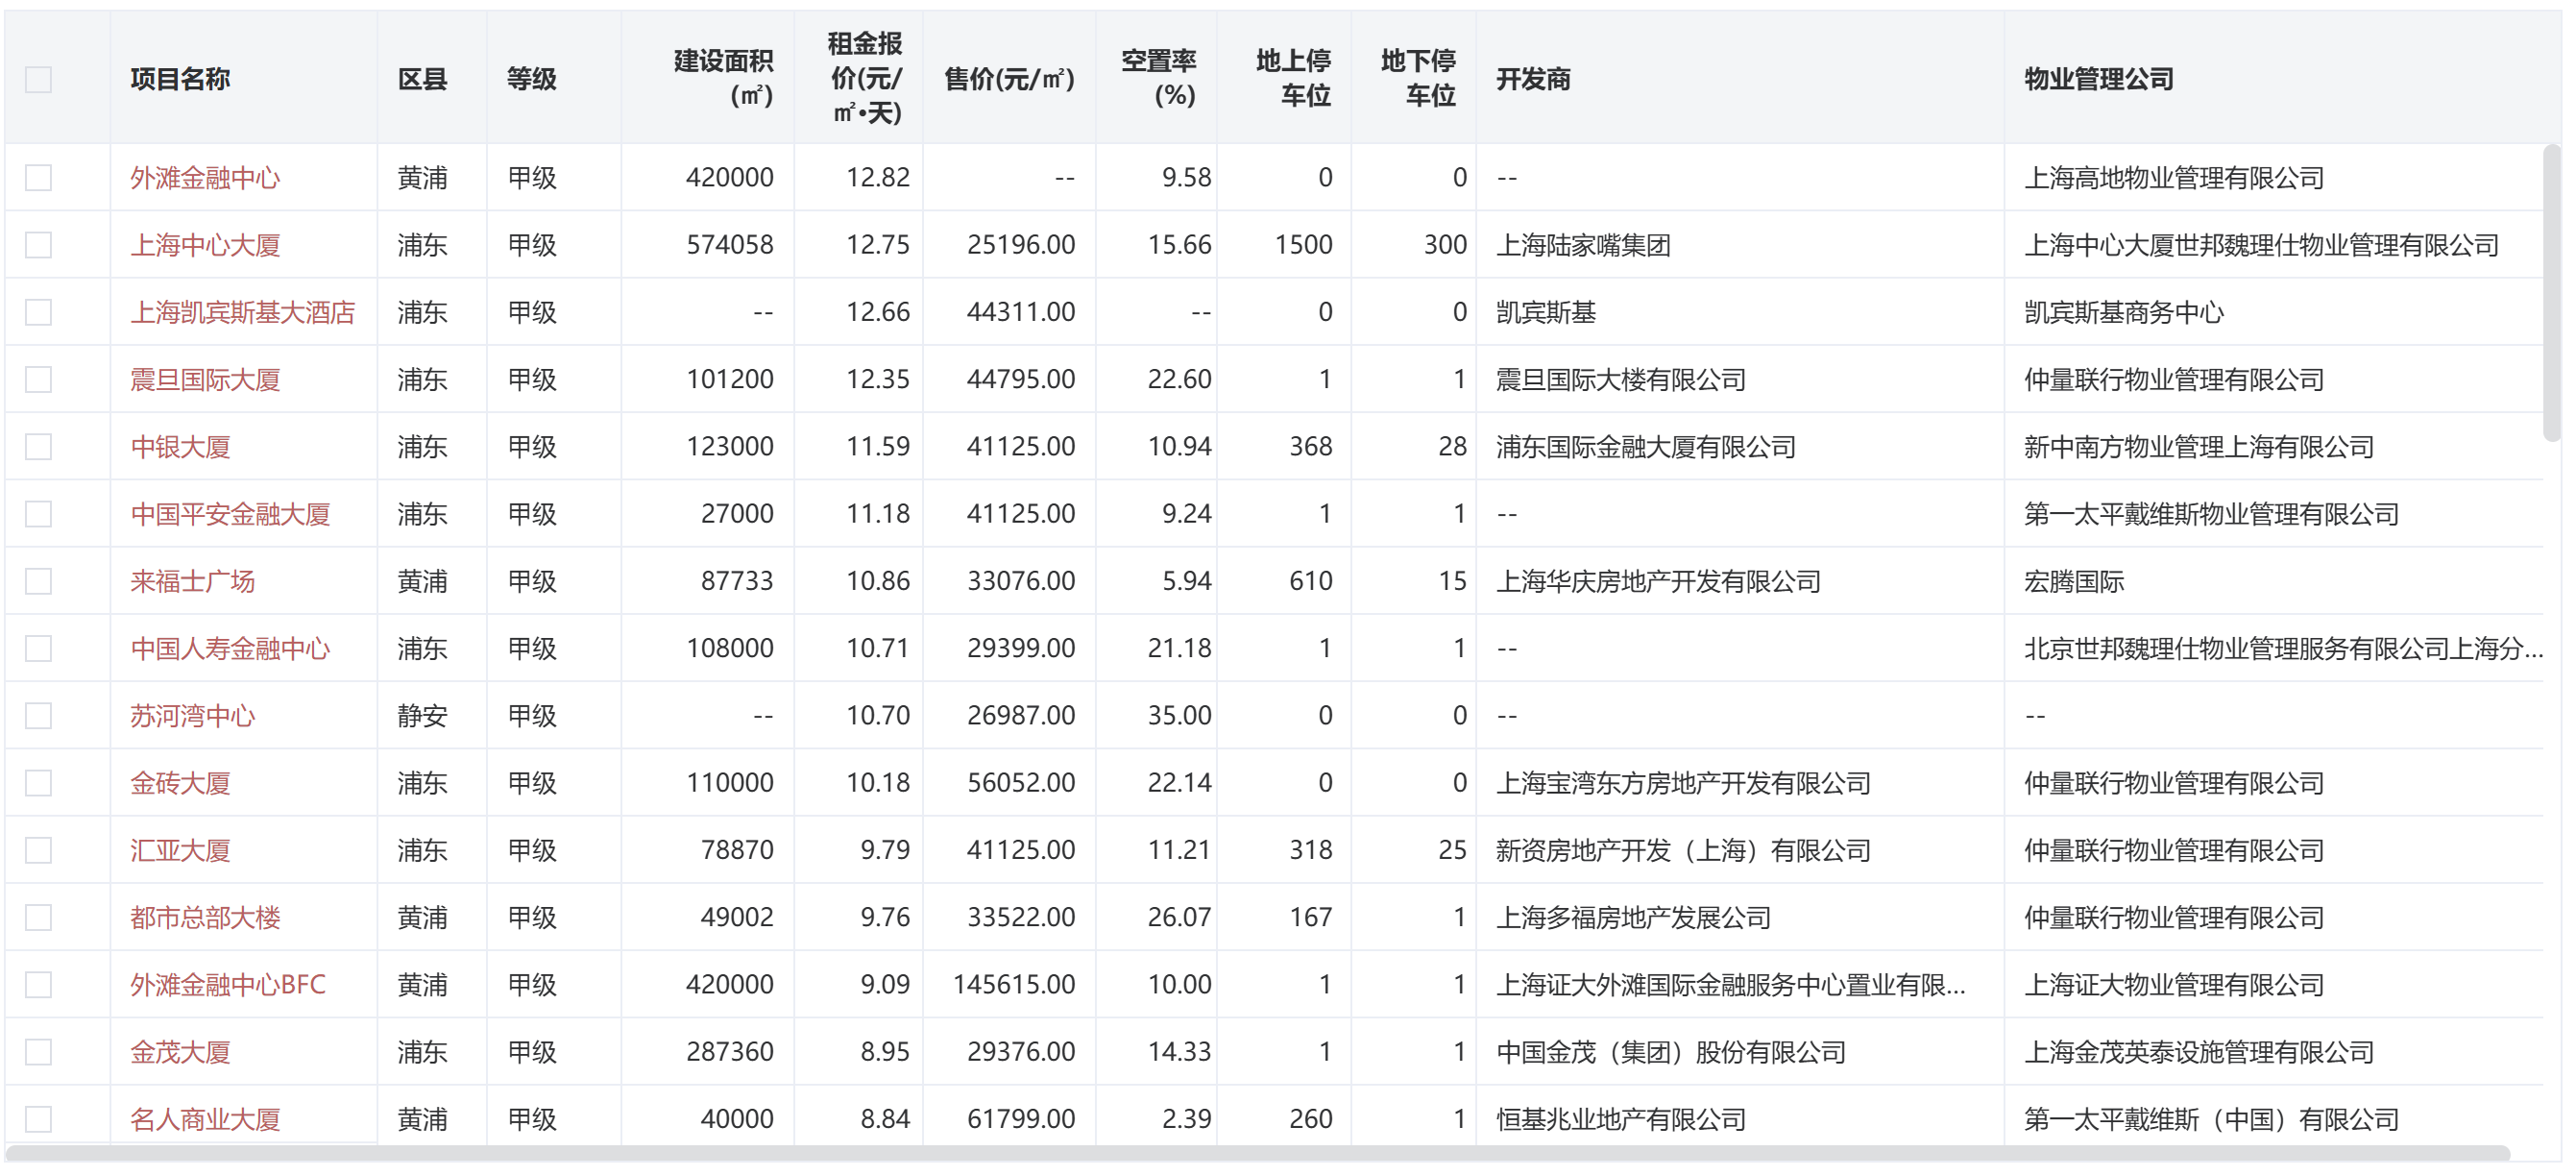 项目名称 区县 等级 建设面积(㎡) 租金报价(元/㎡•天) 售价(元/㎡) 空置率(%) 地上停车位 地下停车位 开发商 物业管理公司
外滩金融中心 黄浦 甲级 420000 12.82 -- 9.58 0 0 -- 上海高地物业管理有限公司
上海中心大厦 浦东 甲级 574058 12.75 25196.00 15.66 1500 300 上海陆家嘴集团 上海中心大厦世邦魏理仕物业管理有限公司
上海凯宾斯基大酒店 浦东 甲级 -- 12.66 44311.00 -- 0 0 凯宾斯基 凯宾斯基商务中心
震旦国际大厦 浦东 甲级 101200 12.35 44795.00 22.60 1 1 震旦国际大楼有限公司 仲量联行物业管理有限公司
中银大厦 浦东 甲级 123000 11.59 41125.00 10.94 368 28 浦东国际金融大厦有限公司 新中南方物业管理上海有限公司
中国平安金融大厦 浦东 甲级 27000 11.18 41125.00 9.24 1 1 -- 第一太平戴维斯物业管理有限公司
来福士广场 黄浦 甲级 87733 10.86 33076.00 5.94 610 15 上海华庆房地产开发有限公司 宏腾国际
中国人寿金融中心 浦东 甲级 108000 10.71 29399.00 21.18 1 1 -- 北京世邦魏理仕物业管理服务有限公司上海分...
苏河湾中心 静安 甲级 -- 10.70 26987.00 35.00 0 0 -- --
金砖大厦 浦东 甲级 110000 10.18 56052.00 22.14 0 0 上海宝湾东方房地产开发有限公司 仲量联行物业管理有限公司
汇亚大厦 浦东 甲级 78870 9.79 41125.00 11.21 318 25 新资房地产开发（上海）有限公司 仲量联行物业管理有限公司
都市总部大楼 黄浦 甲级 49002 9.76 33522.00 26.07 167 1 上海多福房地产发展公司 仲量联行物业管理有限公司
外滩金融中心BFC 黄浦 甲级 420000 9.09 145615.00 10.00 1 1 上海证大外滩国际金融服务中心置业有限... 上海证大物业管理有限公司
金茂大厦 浦东 甲级 287360 8.95 29376.00 14.33 1 1 中国金茂（集团）股份有限公司 上海金茂英泰设施管理有限公司
名人商业大厦 黄浦 甲级 40000 8.84 61799.00 2.39 260 1 恒基兆业地产有限公司 第一太平戴维斯（中国）有限公司